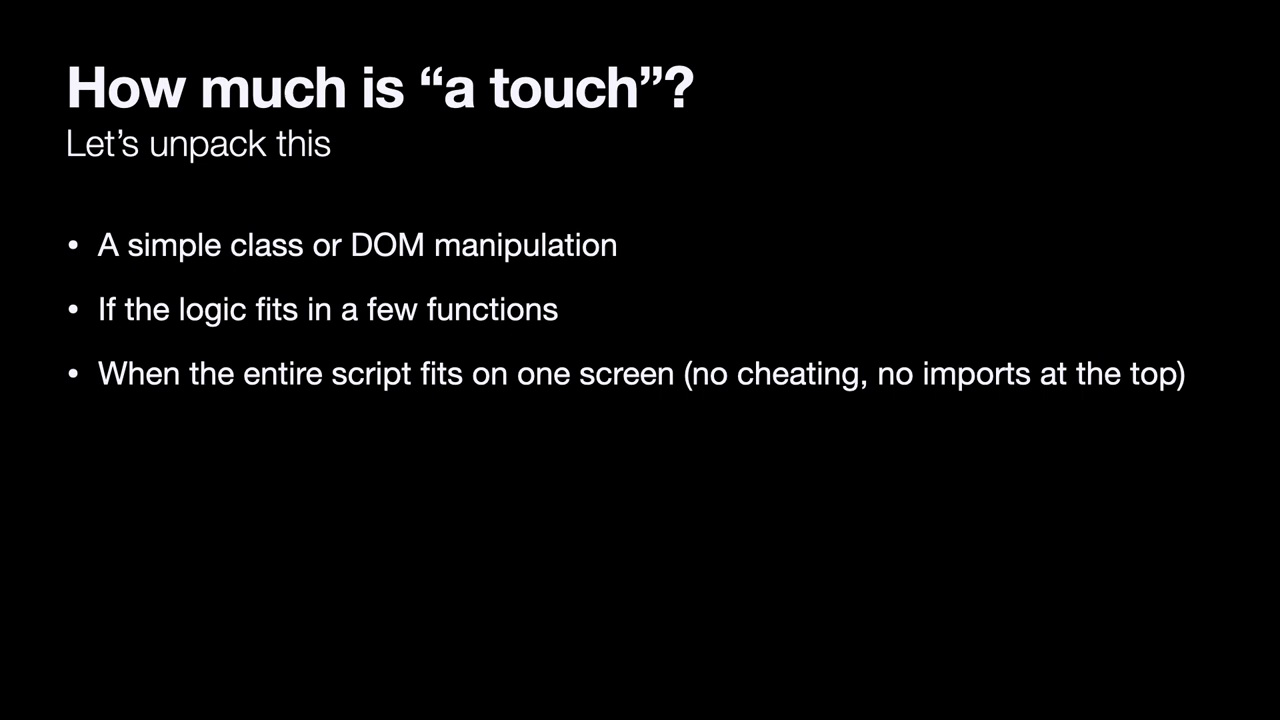 How much is “a touch”?
Let’s unpack this
• A simple class or DOM manipulation
• If the logic fits in a few functions
• When the entire script fits on one screen (no cheating, no imports at the top)